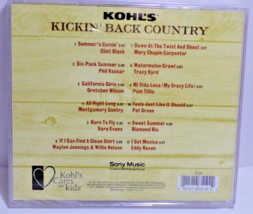 KOHL'S
KICKIN' BACK COUNTRY
Summer's Comin'
Clint Black
Six-Pack Summer
Phil Vassar
California Girls
Gretchen Wilson
All Night Long
Montgomery Gentry
Born To Fly
Sara Evans
If I Can Find A Clean Shirt
Waylon Jennings & Willie Nelson
Down At The Twist And Shout
Mary Chapin Carpenter
Watermelon Crawl
Tracy Byrd
Mi Vida Loca (My Crazy Life)
Pam Tillis
Feels Just Like It Should
Pat Green
Sweet Summer
Diamond Rio
I Got Mexico
Eddy Raven
Kohl's
Cares for
kids
Sony Music